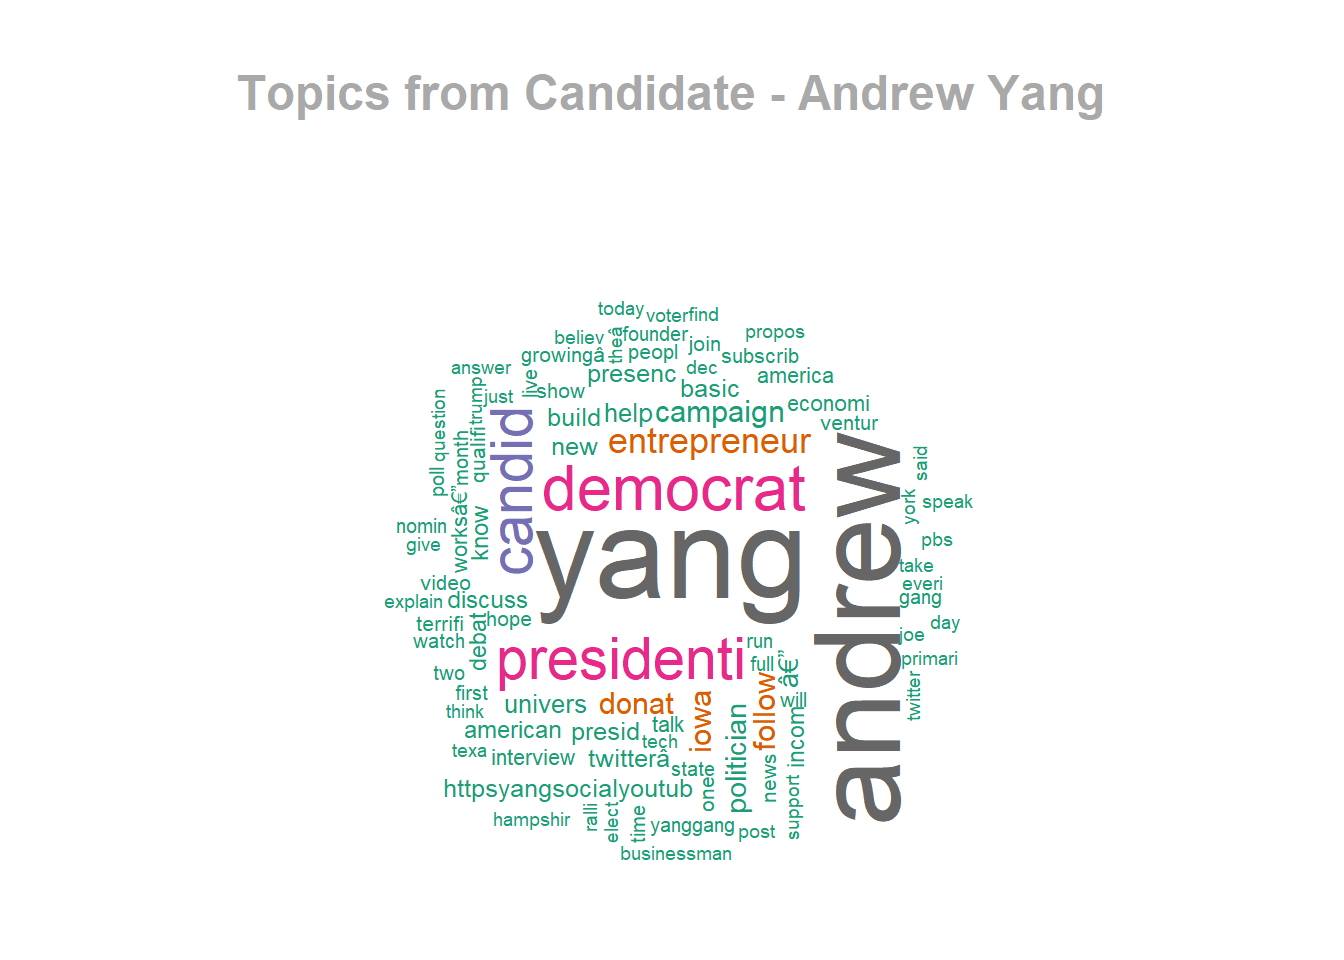 Topics from Candidate - Andrew Yang
today
voter
find
believ
theâ
founder
propos
growingâ
peopl
join
subscrib
answer
live
show
presenc
dec
basic
america
question
trump
just
build
help
campaign
economi
ventur
poll
month
qualifi
candid
new
entrepreneur
andrew
said
democrat
worksâ€”
know
yang
york
speak
nomin
give
pbs
take
video
everi
explain
discuss
gang
terrifi
hope
day
watch
debat
presidenti
run
joe
full
â€”
primari
two
first
univers
donat
iowa
follow
will
twitter
think
american
presid
talk
politician
incom
texa
interview
twitterâ
tech
state
httpsyangsocialyoutub
one
news
support
hampshir
ralli
elect
time
yanggang
post
businessman